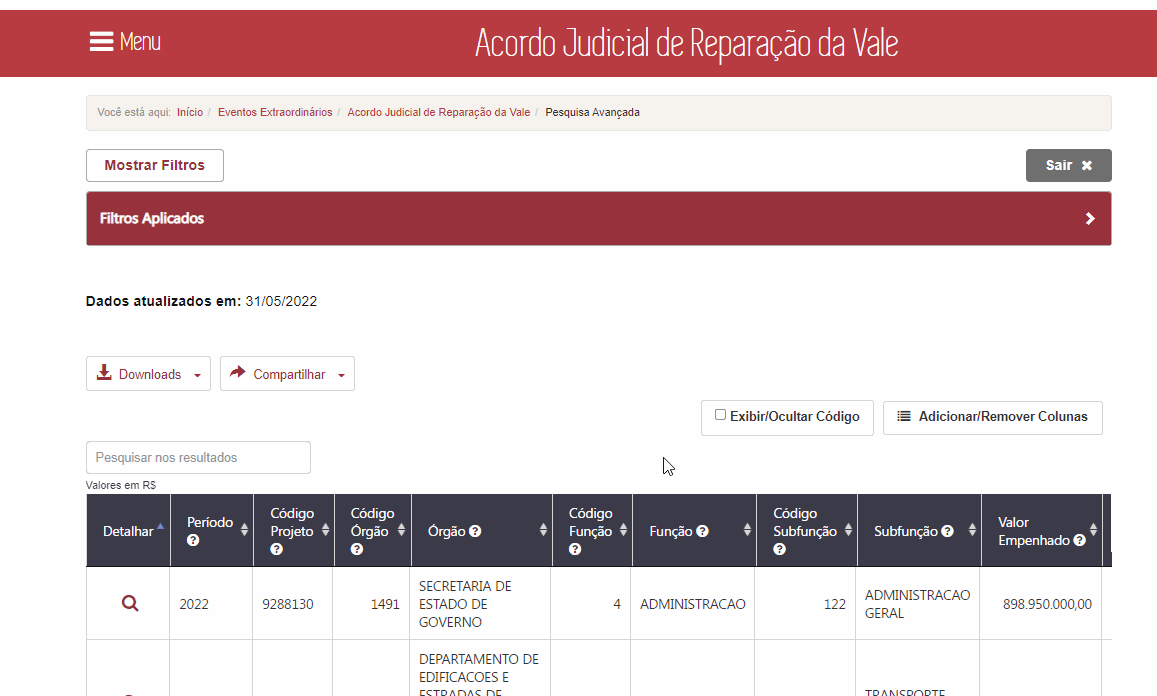 Menu
Acordo Judicial de Reparação da Vale
Você está aqui: Início / Eventos Extraordinários / Acordo Judicial de Reparação da Vale / Pesquisa Avançada
Mostrar Filtros
Sair ✖
Filtros Aplicados
Dados atualizados em: 31/05/2022
Downloads
Compartilhar
Exibir/Ocultar Código
Adicionar/Remover Colunas
Pesquisar nos resultados
Valores em R$
Detalhar
Período
Código
Projeto
Código
Órgão
Órgão
Código
Função
Função
Código
Subfunção
Subfunção
Valor
Empenhado
2022
9288130
1491
SECRETARIA DE
ESTADO DE
GOVERNO
4
ADMINISTRACAO
122
ADMINISTRACAO
GERAL
898.950.000,00
DEPARTAMENTO DE
EDIFICACOES E
ESTRADAS DE
TRANSPORTE